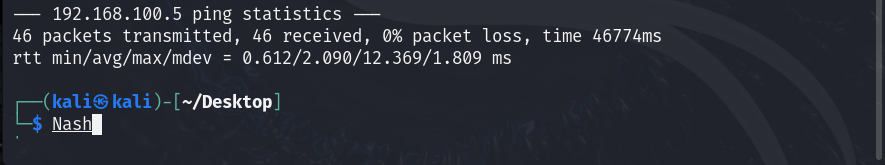 --- 192.168.100.5 ping statistics ---
46 packets transmitted, 46 received, 0% packet loss, time 46774ms
rtt min/avg/max/mdev = 0.612/2.090/12.369/1.809 ms
┌──(kali㉿kali)-[~/Desktop]
└─$ Nash